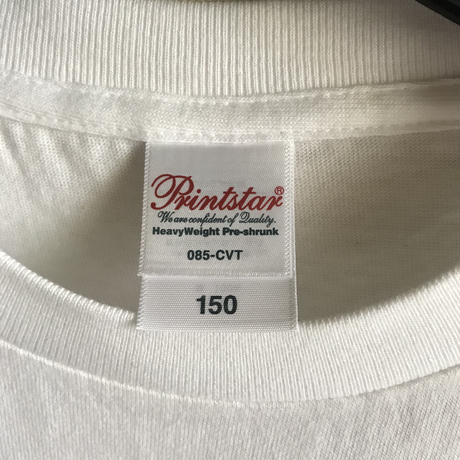 Printstar®
We are confident of Quality.
HeavyWeight Pre-shrunk
085-CVT
150